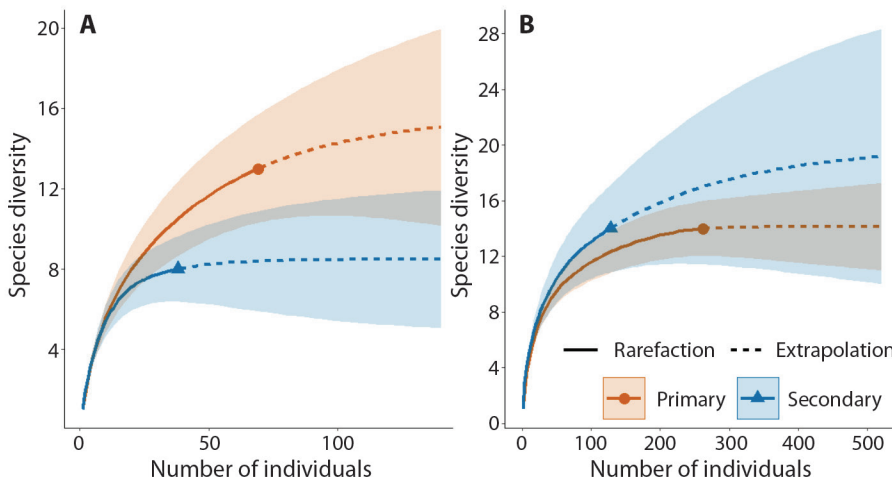 A
B
Species diversity
20
16
12
8
4
0
50
100
Number of individuals
Species diversity
28
24
20
16
12
8
4
0
0
100
200
300
400
500
Number of individuals
Rarefaction
Extrapolation
Primary
Secondary